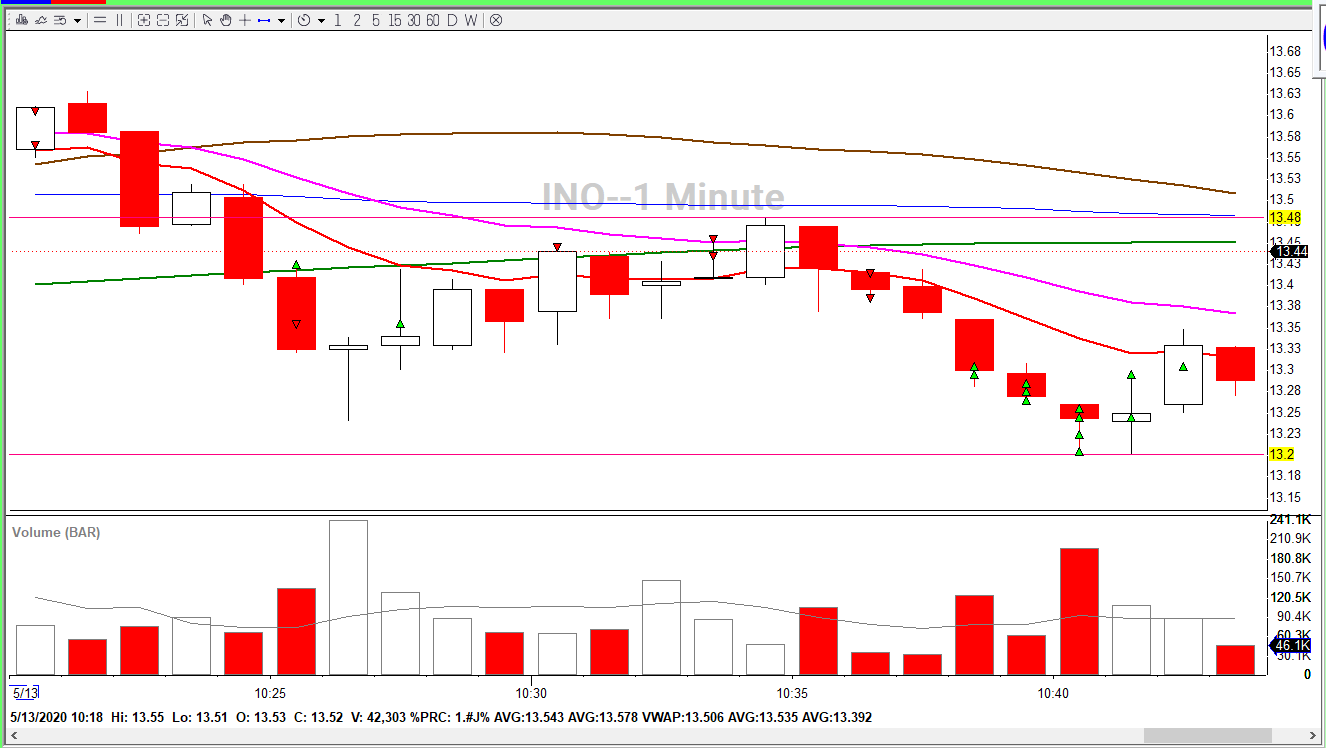 1 2 5 15 30 60 D W
INO--1 Minute
13.68
13.65
13.63
13.6
13.58
13.55
13.53
13.5
13.48
13.45
13.44
13.43
13.4
13.38
13.35
13.33
13.3
13.28
13.25
13.23
13.2
13.18
13.15
Volume (BAR)
241.1K
210.9K
180.8K
150.7K
120.5K
90.4K
60.3K
46.1K
30.1K
0
5/13 10:25 10:30 10:35 10:40
5/13/2020 10:18 Hi: 13.55 Lo: 13.51 O: 13.53 C: 13.52 V: 42,303 %PRC: 1.#J% AVG:13.543 AVG:13.578 VWAP:13.506 AVG:13.535 AVG:13.392